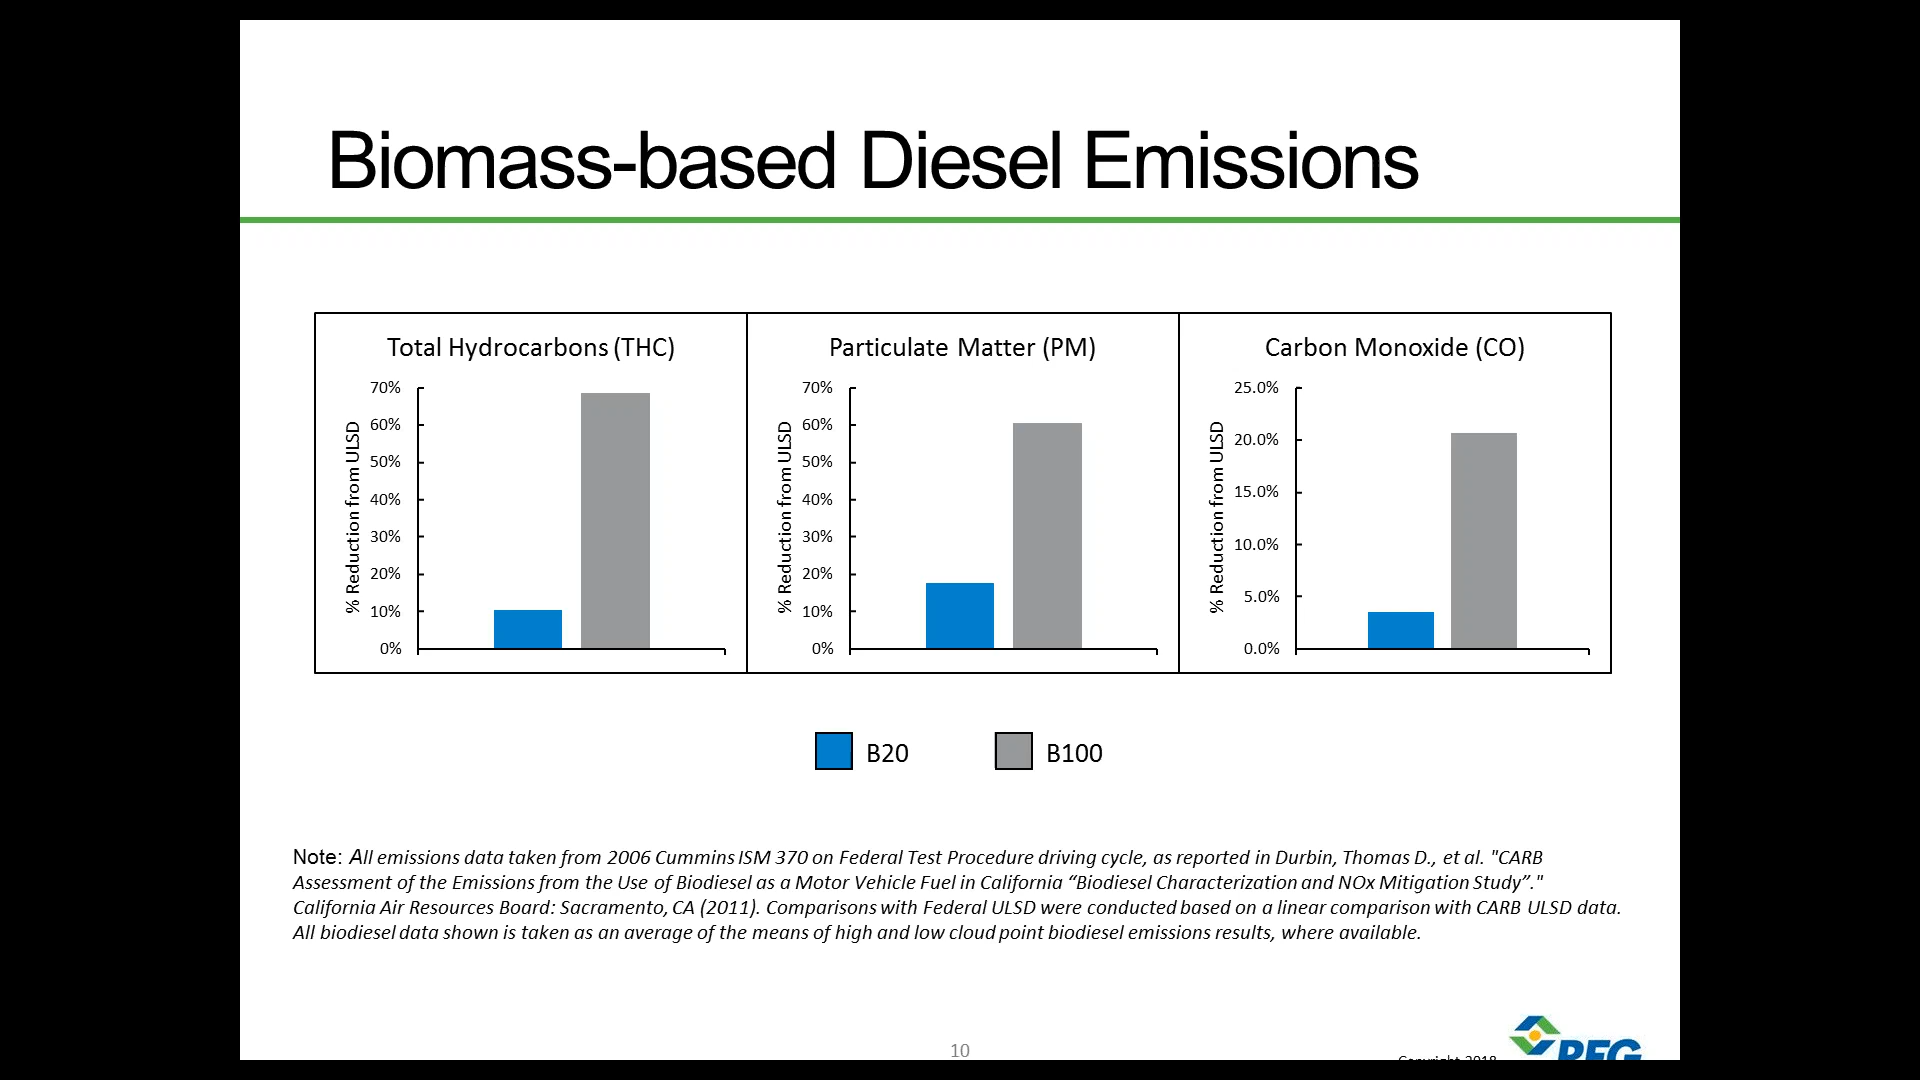 Biomass-based Diesel Emissions
Total Hydrocarbons (THC)
% Reduction from ULSD
70%
60%
50%
40%
30%
20%
10%
0%
Particulate Matter (PM)
% Reduction from ULSD
70%
60%
50%
40%
30%
20%
10%
0%
Carbon Monoxide (CO)
% Reduction from ULSD
25.0%
20.0%
15.0%
10.0%
5.0%
0.0%
B20
B100
Note: All emissions data taken from 2006 Cummins ISM 370 on Federal Test Procedure driving cycle, as reported in Durbin, Thomas D., et al. "CARB
Assessment of the Emissions from the Use of Biodiesel as a Motor Vehicle Fuel in California “Biodiesel Characterization and NOx Mitigation Study”."
California Air Resources Board: Sacramento, CA (2011). Comparisons with Federal ULSD were conducted based on a linear comparison with CARB ULSD data.
All biodiesel data shown is taken as an average of the means of high and low cloud point biodiesel emissions results, where available.
10
Copyright 2018
REG